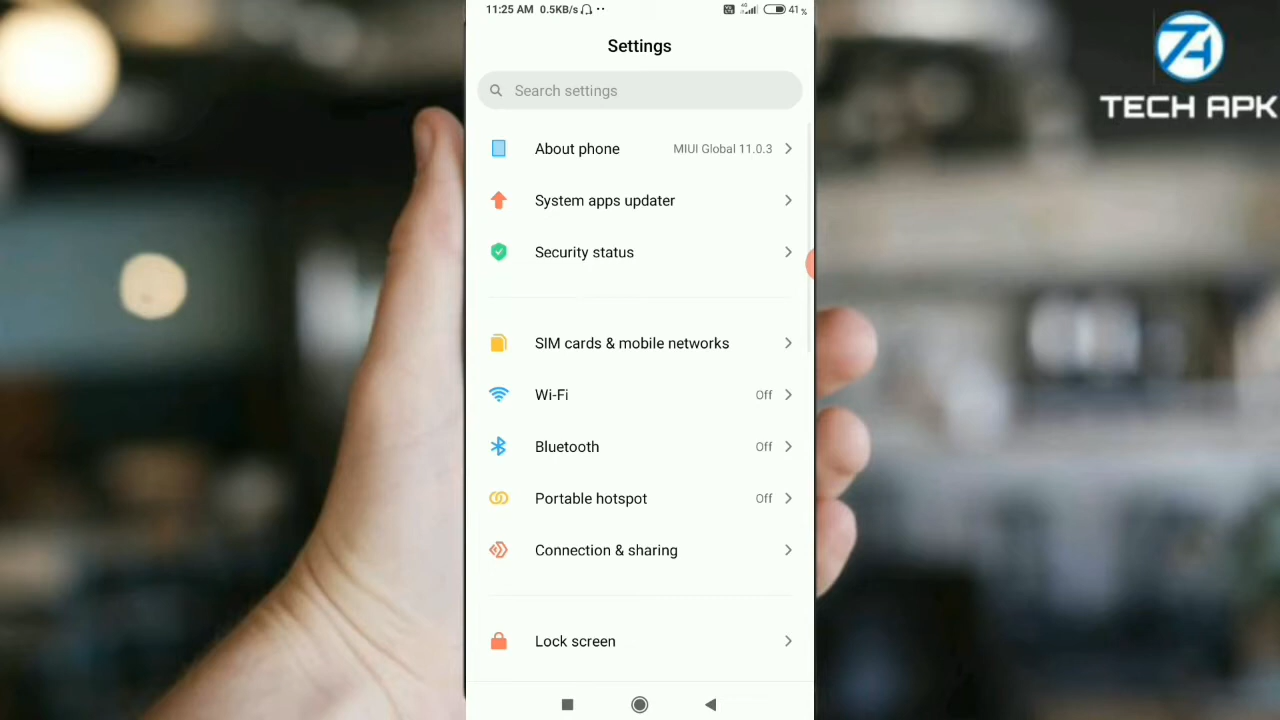 11:25 AM 0.5KB/s
4G 41%
Settings
Search settings
About phone MIUI Global 11.0.3
System apps updater
Security status
SIM cards & mobile networks
Wi-Fi Off
Bluetooth Off
Portable hotspot Off
Connection & sharing
Lock screen
TECH APK